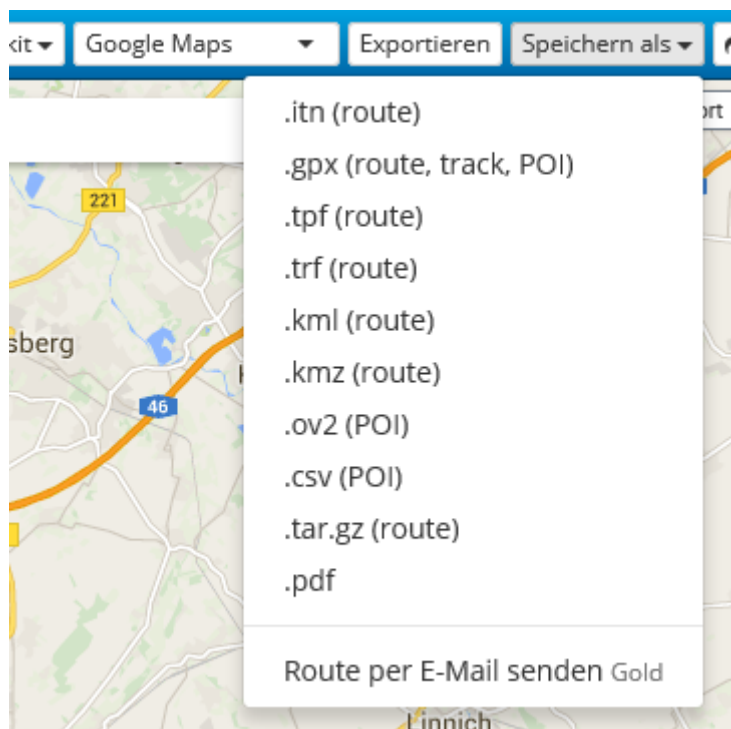 kit
Google Maps
Exportieren
Speichern als
ort
.itn (route)
.gpx (route, track, POI)
221
.tpf (route)
.trf (route)
.kml (route)
sberg
.kmz (route)
46
.ov2 (POI)
.csv (POI)
.tar.gz (route)
.pdf
Route per E-Mail senden Gold
Linnich